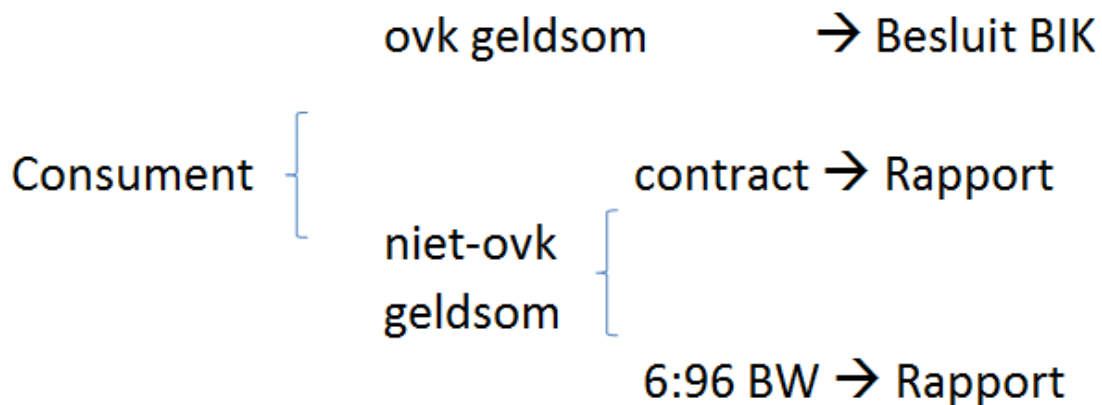 ovk geldsom → Besluit BIK
Consument
contract → Rapport
niet-ovk
geldsom
6:96 BW → Rapport